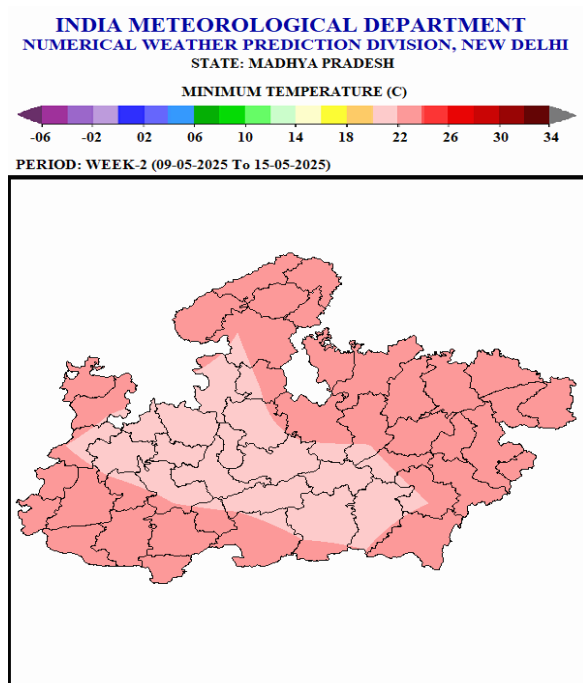 INDIA METEOROLOGICAL DEPARTMENT
NUMERICAL WEATHER PREDICTION DIVISION, NEW DELHI
STATE: MADHYA PRADESH
MINIMUM TEMPERATURE (C)
-06 -02 02 06 10 14 18 22 26 30 34
PERIOD: WEEK-2 (09-05-2025 To 15-05-2025)